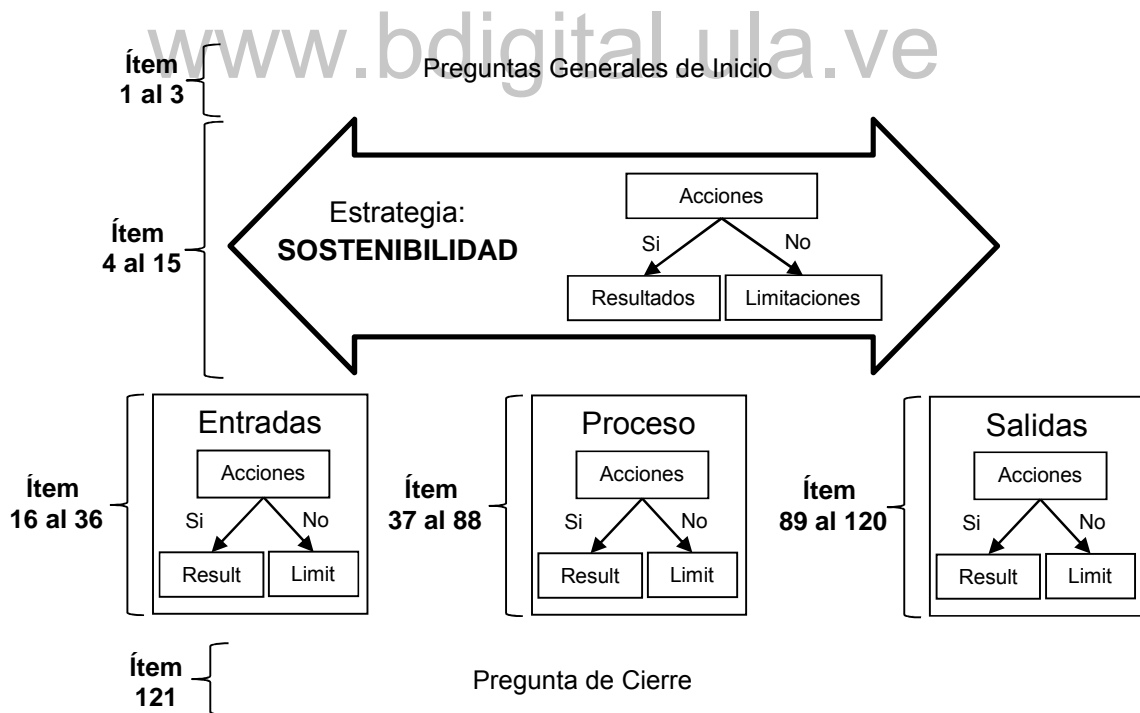 www.bdigital.ula.ve
Ítem
1 al 3
Preguntas Generales de Inicio
Ítem
4 al 15
Estrategia:
SOSTENIBILIDAD
Acciones
Si
No
Resultados
Limitaciones
Ítem
16 al 36
Entradas
Acciones
Si
No
Result
Limit
Ítem
37 al 88
Proceso
Acciones
Si
No
Result
Limit
Ítem
89 al 120
Salidas
Acciones
Si
No
Result
Limit
Ítem
121
Pregunta de Cierre